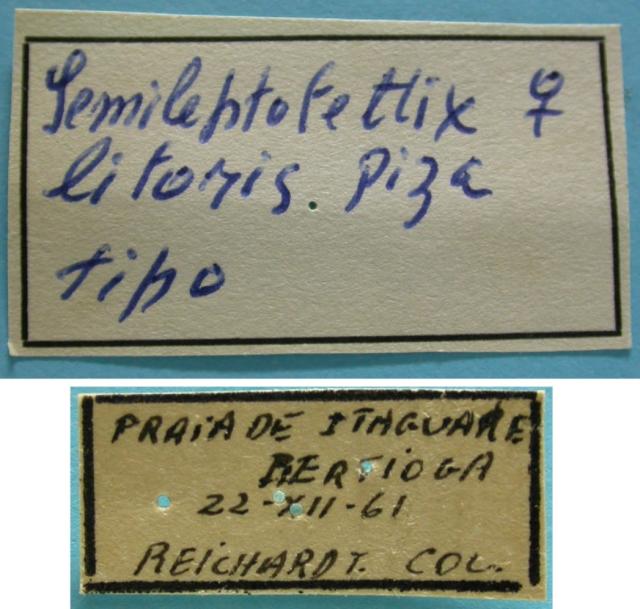 Semileptotettix ♀
litoris. Piza
tipo
PRAIA DE ITAGUARE
BERTIOGA
22-XII-61
REICHARDT. COL.